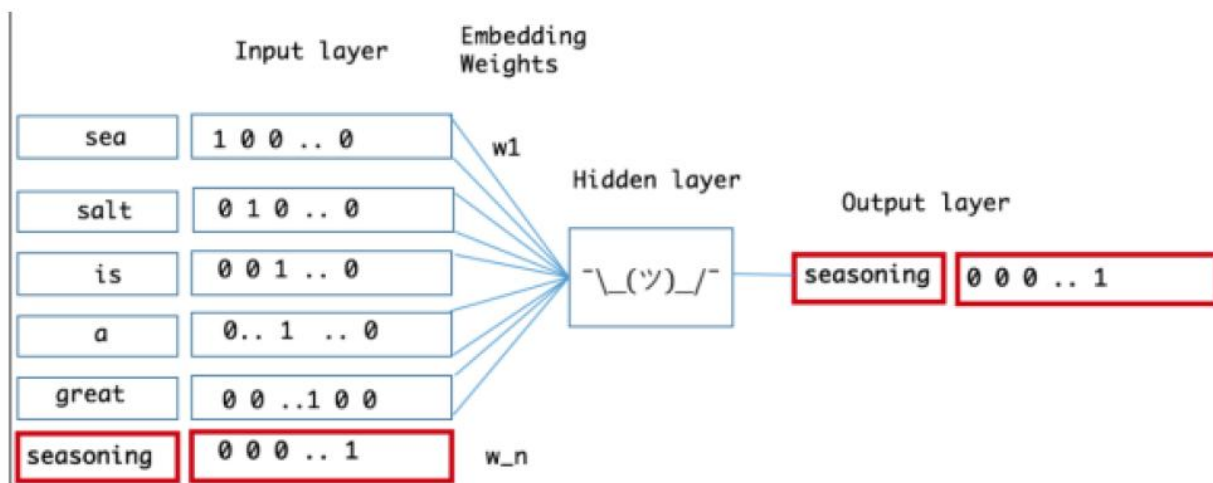 Input layer
Embedding
Weights
sea
1 0 0 .. 0
w1
salt
0 1 0 .. 0
is
0 0 1 .. 0
a
0.. 1 .. 0
great
0 0 ..1 0 0
seasoning
0 0 0 .. 1
w_n
Hidden layer
¯\_(ツ)_/¯
Output layer
seasoning
0 0 0 .. 1